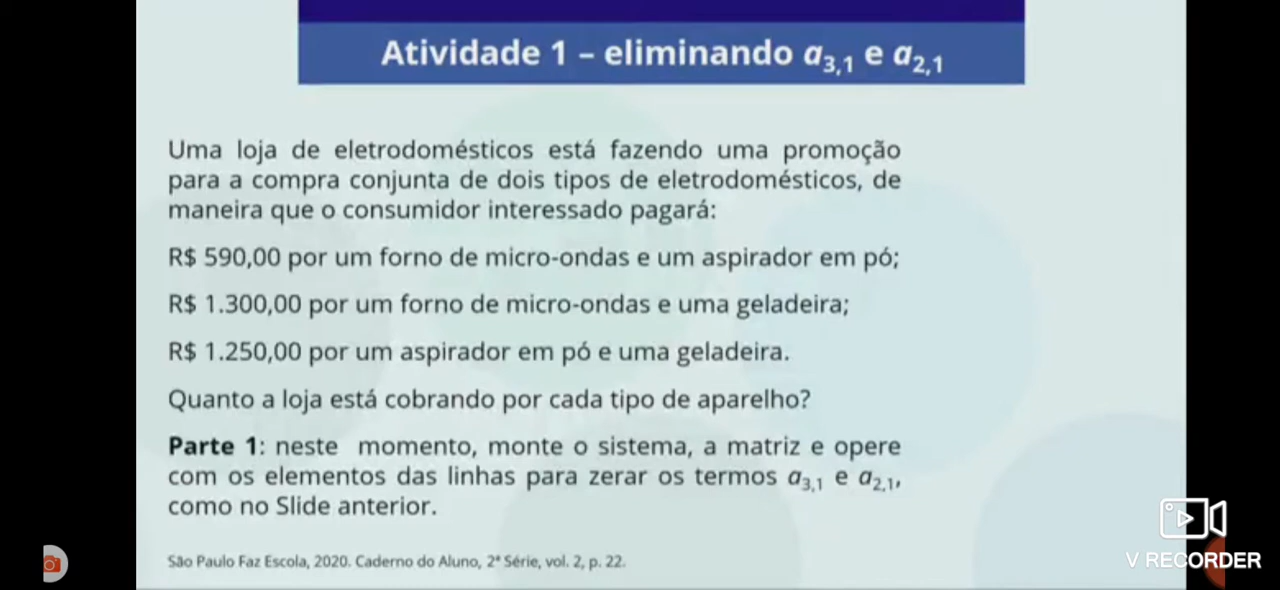 Atividade 1 – eliminando a3,1 e a2,1
Uma loja de eletrodomésticos está fazendo uma promoção
para a compra conjunta de dois tipos de eletrodomésticos, de
maneira que o consumidor interessado pagará:
R$ 590,00 por um forno de micro-ondas e um aspirador em pó;
R$ 1.300,00 por um forno de micro-ondas e uma geladeira;
R$ 1.250,00 por um aspirador em pó e uma geladeira.
Quanto a loja está cobrando por cada tipo de aparelho?
Parte 1: neste momento, monte o sistema, a matriz e opere
com os elementos das linhas para zerar os termos a3,1 e a2,1,
como no Slide anterior.
São Paulo Faz Escola, 2020. Caderno do Aluno, 2ª Série, vol. 2, p. 22.
V RECORDER